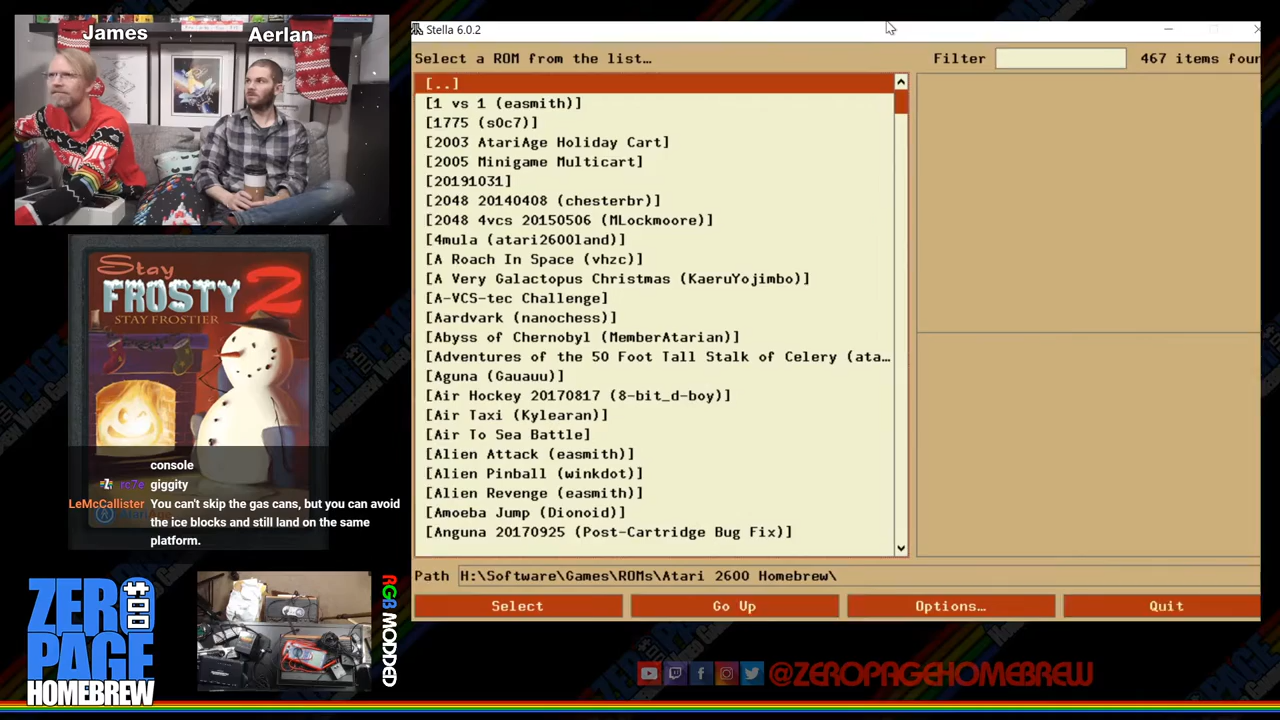 James
Aerlan
Stay
FROSTY 2
STAY FROSTIER
console
rc7e giggity
LeMcCallister You can't skip the gas cans, but you can avoid
the ice blocks and still land on the same
platform.
ZERO
PAGE
HOMEBREW
RGB MODDED
Stella 6.0.2
Select a ROM from the list…
Filter
467 items foun
[..]
[1 vs 1 (easmith)]
[1775 (s0c7)]
[2003 AtariAge Holiday Cart]
[2005 Minigame Multicart]
[20191031]
[2048 20140408 (chesterbr)]
[2048 4vcs 20150506 (MLockmoore)]
[4mula (atari2600land)]
[A Roach In Space (vhzc)]
[A Very Galactopus Christmas (KaeruYojimbo)]
[A-VCS-tec Challenge]
[Aardvark (nanochess)]
[Abyss of Chernobyl (MemberAtarian)]
[Adventures of the 50 Foot Tall Stalk of Celery (ata…
[Aguna (Gauauu)]
[Air Hockey 20170817 (8-bit_d-boy)]
[Air Taxi (Kylearan)]
[Air To Sea Battle]
[Alien Attack (easmith)]
[Alien Pinball (winkdot)]
[Alien Revenge (easmith)]
[Amoeba Jump (Dionoid)]
[Anguna 20170925 (Post-Cartridge Bug Fix)]
Path H:\Software\Games\ROMs\Atari 2600 Homebrew\
Select
Go Up
Options…
Quit
@ZEROPAGEHOMEBREW